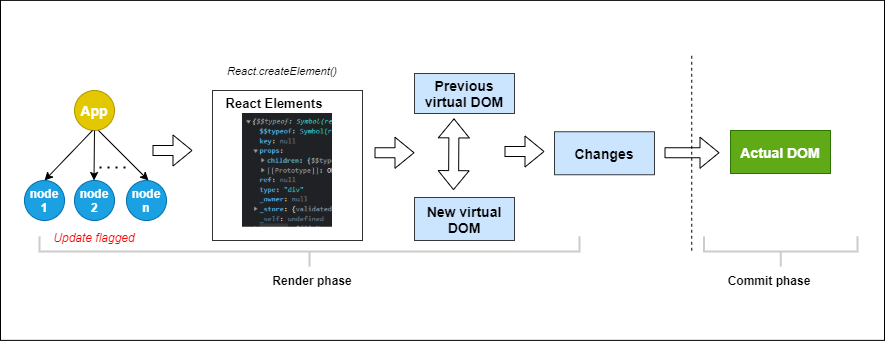 React.createElement()
App
node
1
node
2
node
n
. . . .
Update flagged
React Elements
{$$typeof: Symbol(re
$$typeof: Symbol(r
key: null
props:
children: {$$ty
[[Prototype]]: O
ref: null
type: "div"
_owner: null
_store: {validated
_self: undefined
Previous
virtual DOM
New virtual
DOM
Changes
Actual DOM
Render phase
Commit phase